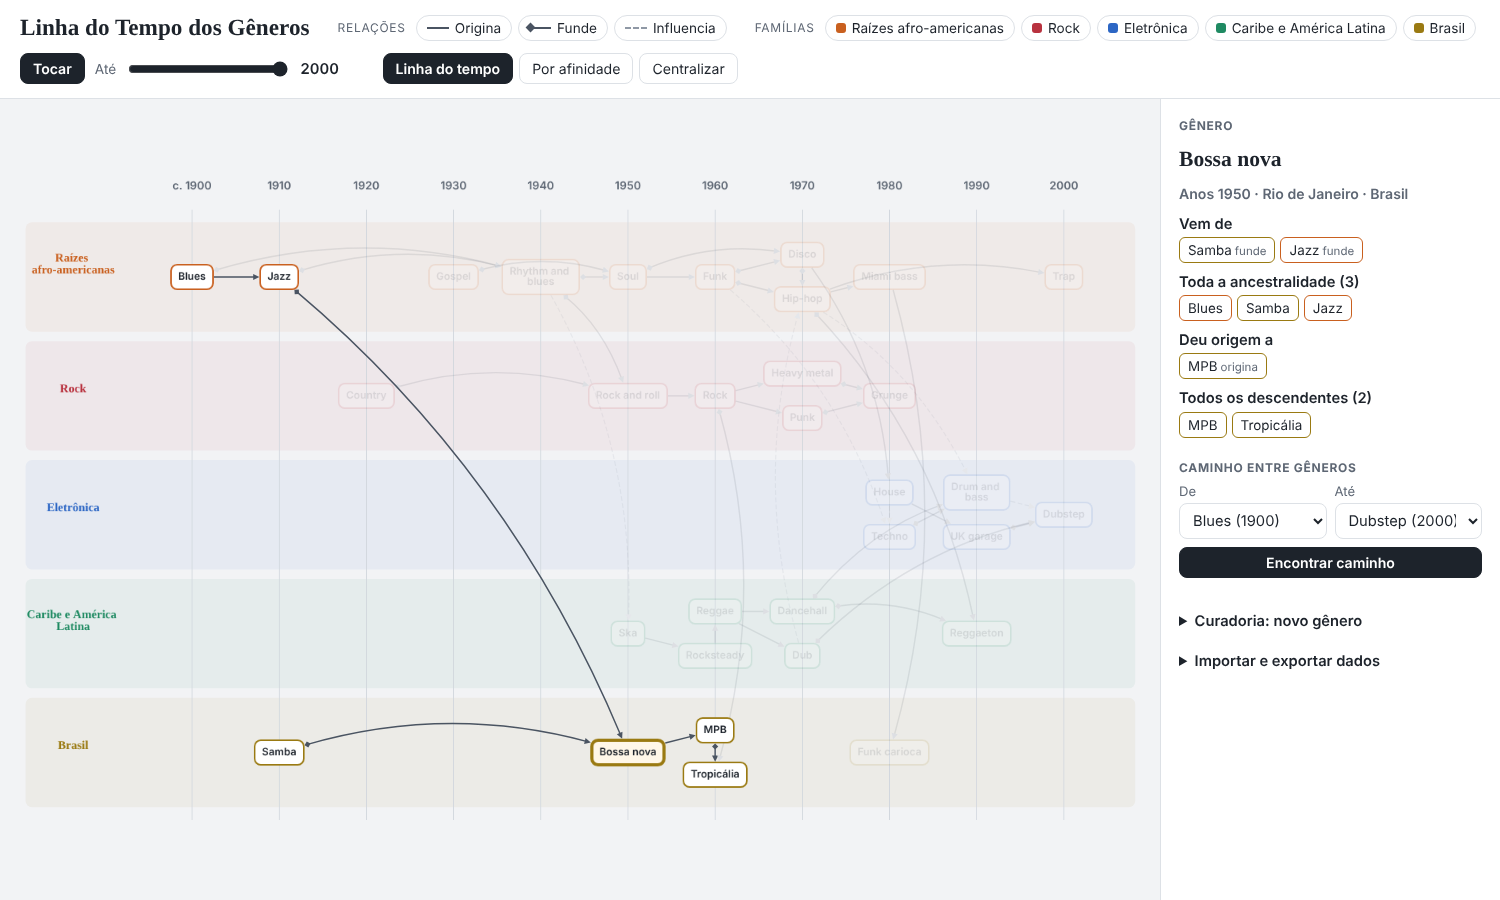 Linha do Tempo dos Gêneros
RELAÇÕES
Origina
Funde
Influencia
FAMÍLIAS
Raízes afro-americanas
Rock
Eletrônica
Caribe e América Latina
Brasil
Tocar
Até
2000
Linha do tempo
Por afinidade
Centralizar
c. 1900
1910
1920
1930
1940
1950
1960
1970
1980
1990
2000
Raízes
afro-americanas
Blues
Jazz
Gospel
Rhythm and
blues
Soul
Funk
Disco
Hip-hop
Miami bass
Trap
Rock
Country
Rock and roll
Rock
Heavy metal
Punk
Grunge
Eletrônica
House
Techno
Drum and
bass
UK garage
Dubstep
Caribe e América
Latina
Ska
Reggae
Rocksteady
Dancehall
Dub
Reggaeton
Brasil
Samba
Bossa nova
MPB
Tropicália
Funk carioca
GÊNERO
Bossa nova
Anos 1950 · Rio de Janeiro · Brasil
Vem de
Samba funde
Jazz funde
Toda a ancestralidade (3)
Blues
Samba
Jazz
Deu origem a
MPB origina
Todos os descendentes (2)
MPB
Tropicália
CAMINHO ENTRE GÊNEROS
De
Até
Blues (1900)
Dubstep (2000)
Encontrar caminho
Curadoria: novo gênero
Importar e exportar dados